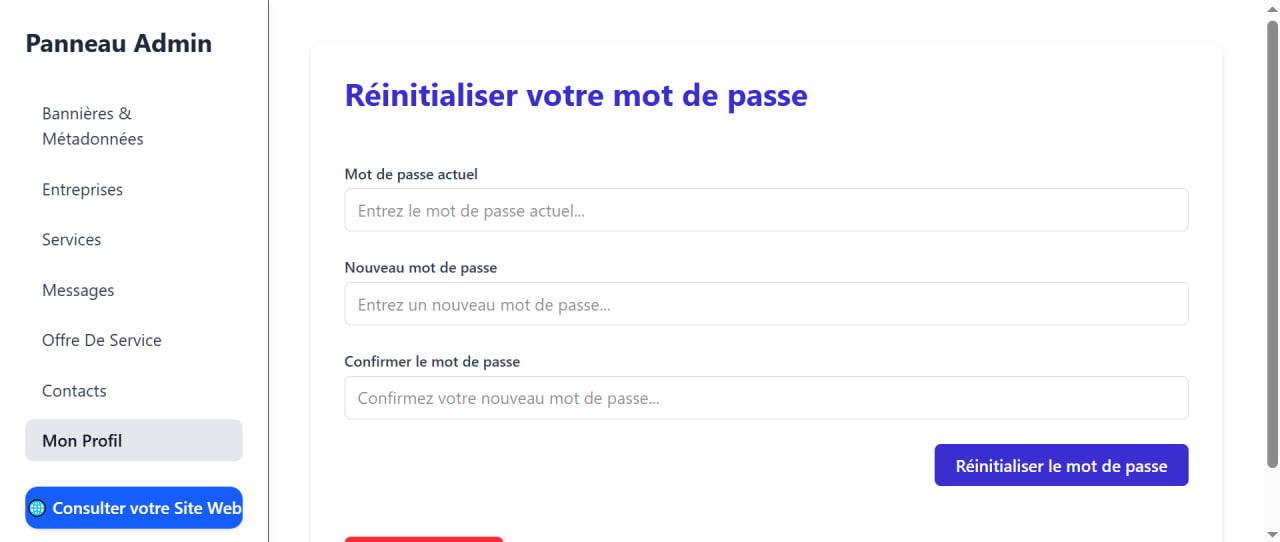 Panneau Admin
Bannières &
Métadonnées
Entreprises
Services
Messages
Offre De Service
Contacts
Mon Profil
Consulter votre Site Web
Réinitialiser votre mot de passe
Mot de passe actuel
Entrez le mot de passe actuel...
Nouveau mot de passe
Entrez un nouveau mot de passe...
Confirmer le mot de passe
Confirmez votre nouveau mot de passe...
Réinitialiser le mot de passe